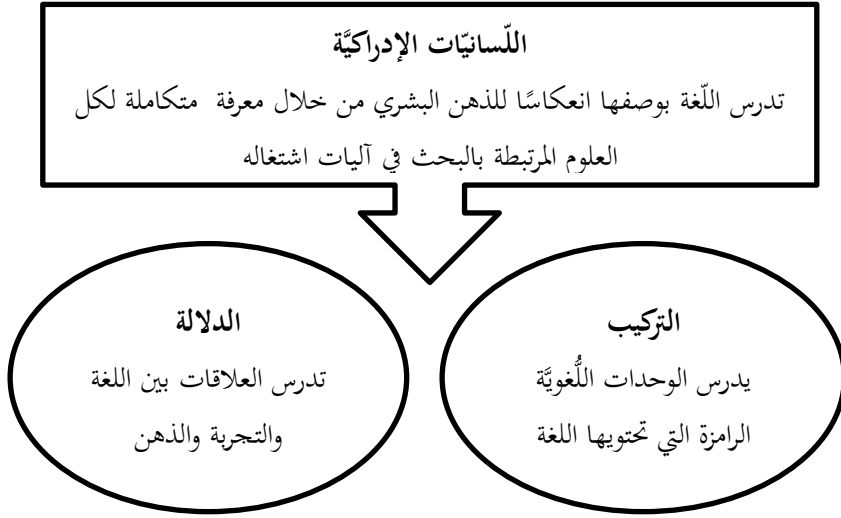 اللّسانيّات الإدراكيَّة
تدرس اللّغة بوصفها انعكاسًا للذهن البشري من خلال معرفة متكاملة لكل
العلوم المرتبطة بالبحث في آليات اشتغاله
التركيب
يدرس الوحدات اللُّغويَّة
الرامزة التي تحتويها اللغة
الدلالة
تدرس العلاقات بين اللغة
والتجربة والذهن